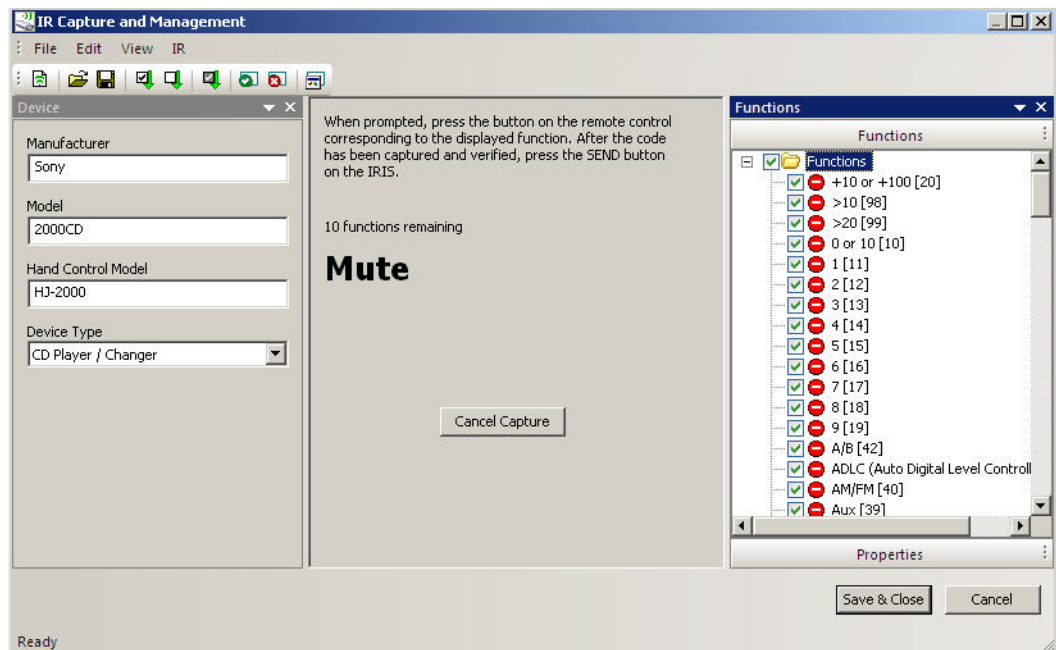 IR Capture and Management
File Edit View IR
Device
Manufacturer
Sony
Model
2000CD
Hand Control Model
HJ-2000
Device Type
CD Player / Changer
When prompted, press the button on the remote control
corresponding to the displayed function. After the code
has been captured and verified, press the SEND button
on the IRIS.
10 functions remaining
Mute
Cancel Capture
Functions
Functions
Functions
+10 or +100 [20]
>10 [98]
>20 [99]
0 or 10 [10]
1 [11]
2 [12]
3 [13]
4 [14]
5 [15]
6 [16]
7 [17]
8 [18]
9 [19]
A/B [42]
ADLC (Auto Digital Level Controll
AM/FM [40]
Aux [39]
Properties
Save & Close Cancel
Ready